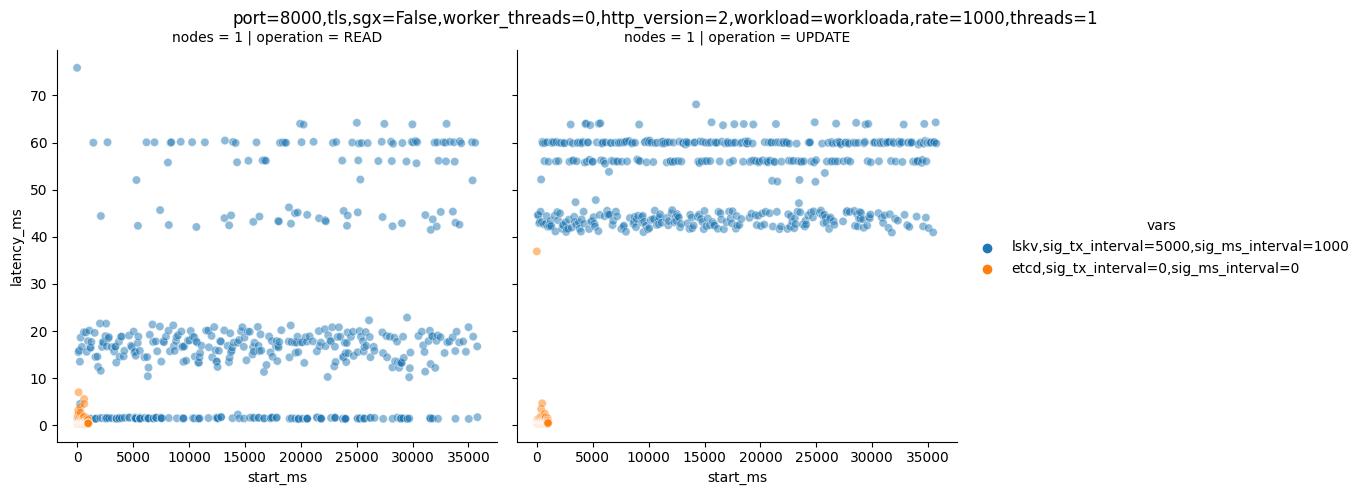 port=8000,tls,sgx=False,worker_threads=0,http_version=2,workload=workloada,rate=1000,threads=1
nodes = 1 | operation = READ
nodes = 1 | operation = UPDATE
latency_ms
70
60
50
40
30
20
10
0
0 5000 10000 15000 20000 25000 30000 35000
start_ms
0 5000 10000 15000 20000 25000 30000 35000
start_ms
vars
lskv,sig_tx_interval=5000,sig_ms_interval=1000
etcd,sig_tx_interval=0,sig_ms_interval=0